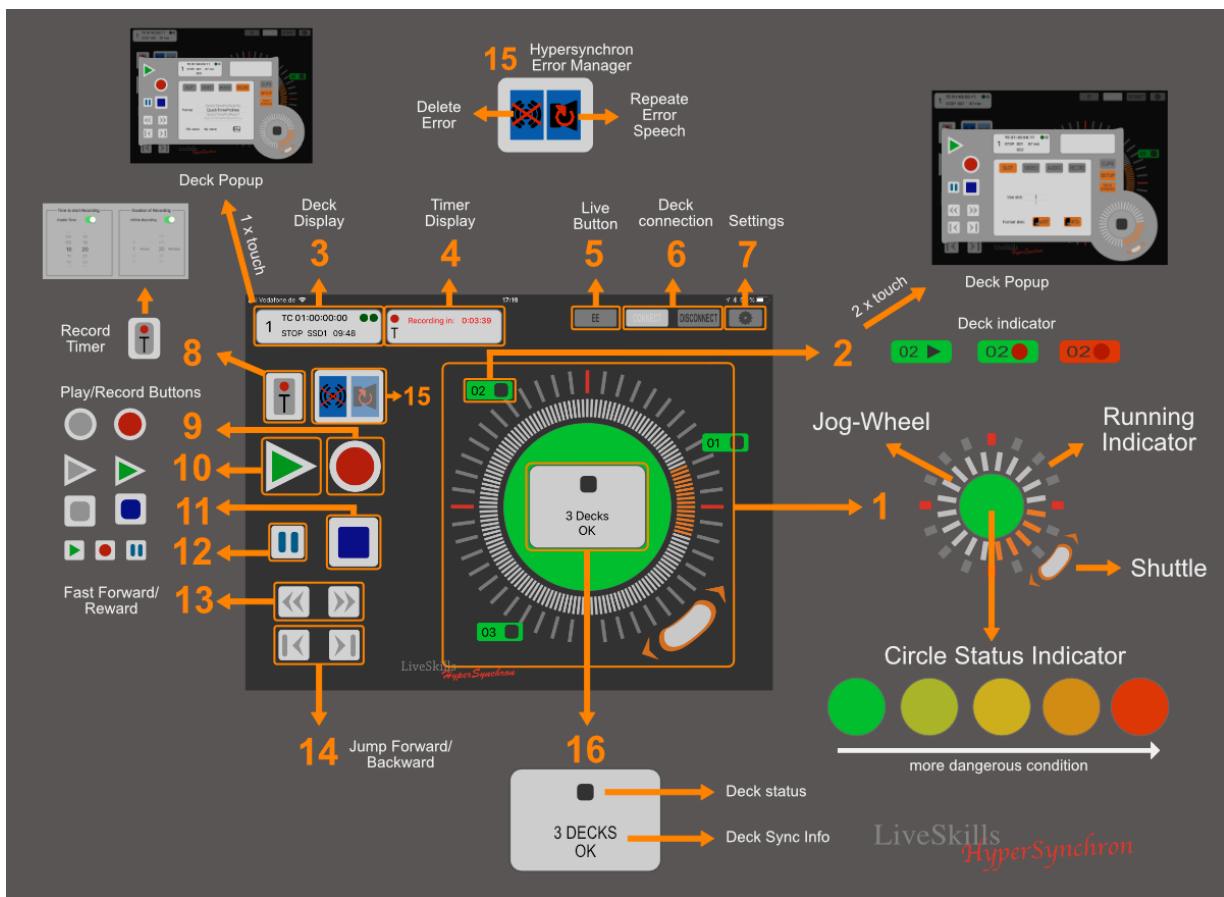 15 Hypersynchron
Error Manager
Delete
Error
Repeate
Error
Speech
Deck Popup
1 x touch
Deck
Display
3
Timer
Display
4
Live
Button
5
Deck
connection
6
Settings
7
Deck Popup
2 x touch
Deck indicator
2
02
02
02
Record
Timer
T
8
Vodafone.de
17:18
1
TC 01:00:00:00
STOP SSD1 09:48
Recording in: 0:03:39
T
EE
CONNECT
DISCONNECT
T
15
02
01
03
3 Decks
OK
LiveSkills
HyperSynchron
Play/Record Buttons
9
10
11
12
Fast Forward/
Reward
13
14
Jump Forward/
Backward
1
Jog-Wheel
Running
Indicator
Shuttle
Circle Status Indicator
more dangerous condition
16
3 DECKS
OK
Deck status
Deck Sync Info
LiveSkills
HyperSynchron